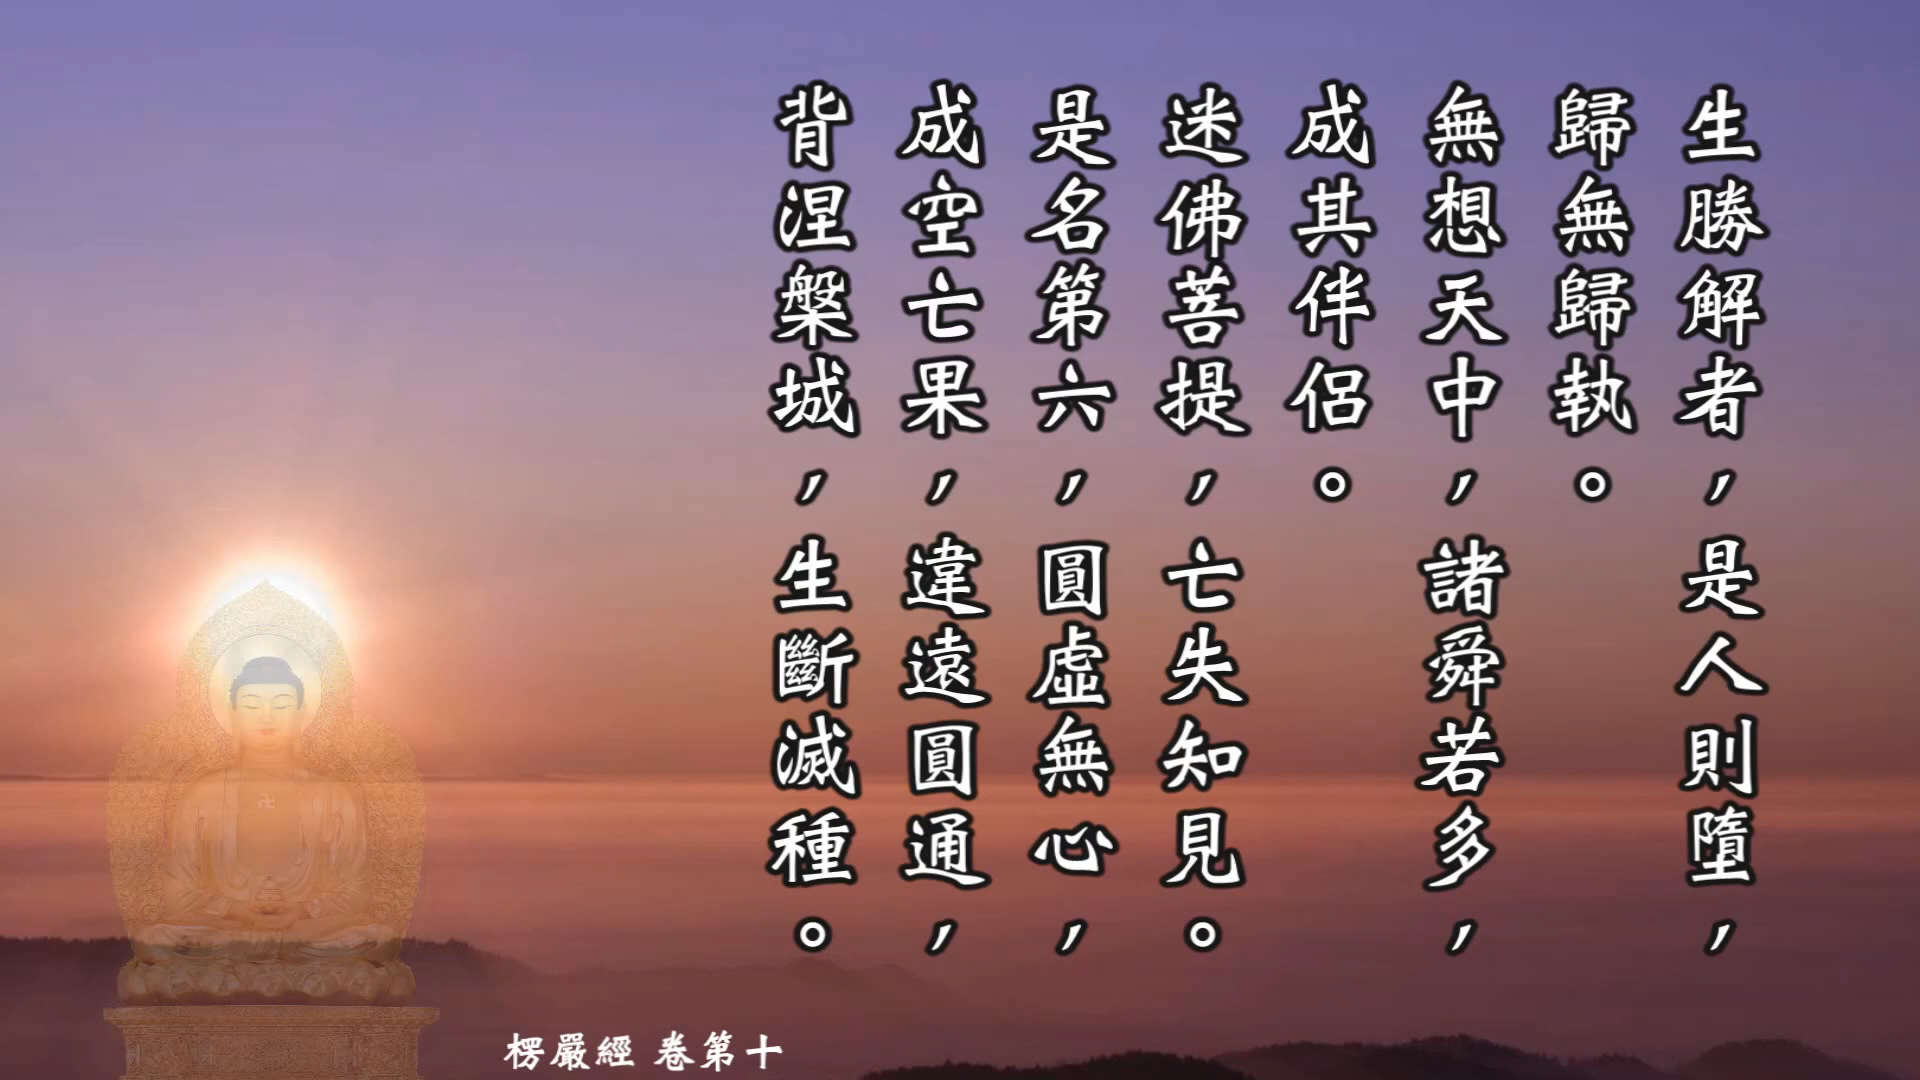 生勝解者，是人則墮，
歸無歸執。
無想天中，諸舜若多，
成其伴侶。
迷佛菩提，亡失知見。
是名第六，圓虛無心，
成空亡果，違遠圓通，
背涅槃城，生斷滅種。
楞嚴經 卷第十